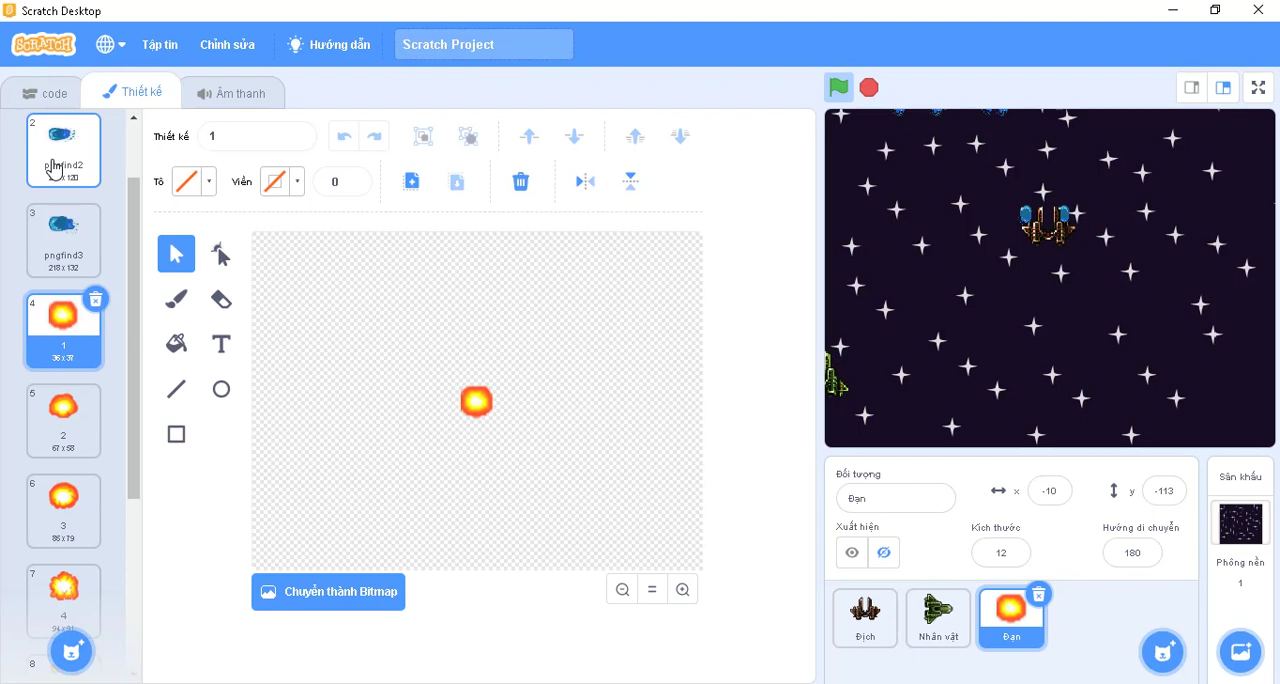 Scratch Desktop
SCRATCH
Tập tin
Chỉnh sửa
Hướng dẫn
Scratch Project
code
Thiết kế
Âm thanh
2
pngfind2
x 120
3
pngfind3
218 x 132
4
1
36 x 37
5
2
67 x 58
6
3
86 x 79
7
4
8
Thiết kế
1
Tô
Viền
0
Chuyển thành Bitmap
Đối tượng
Đạn
x
-10
y
-113
Xuất hiện
Kích thước
12
Hướng di chuyển
180
Địch
Nhân vật
Đạn
Sân khấu
Phông nền
1